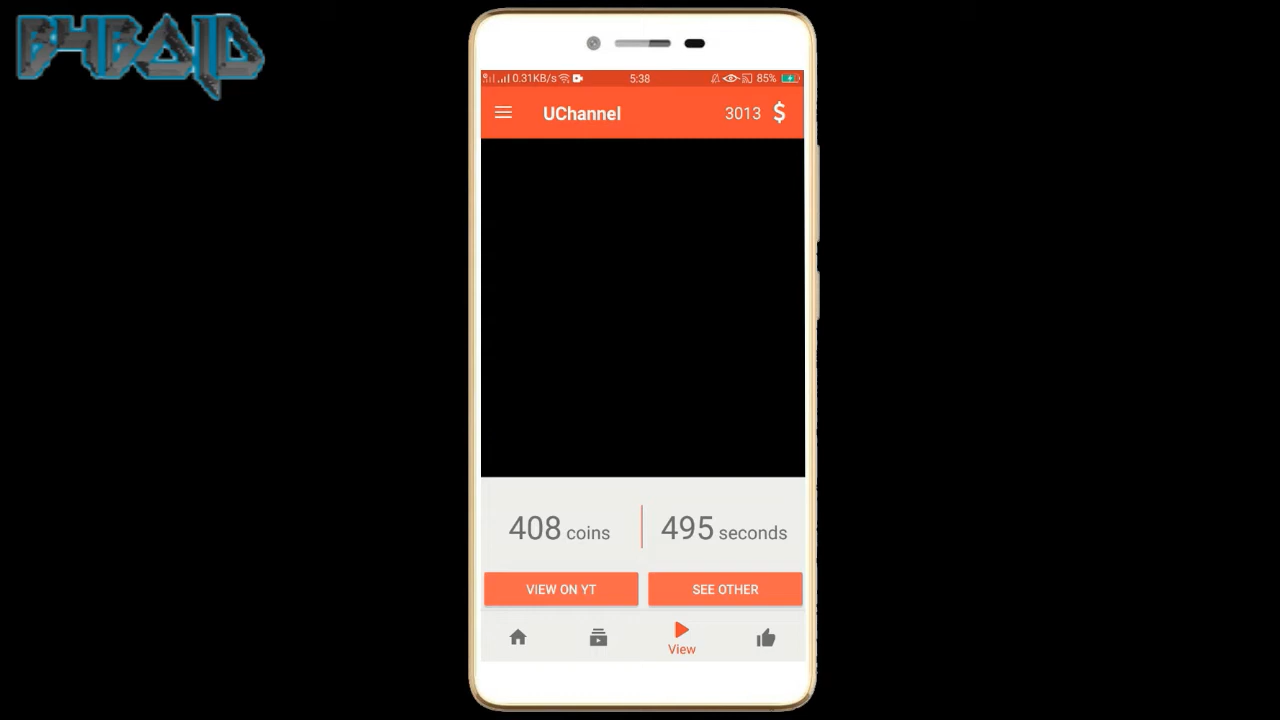 0.31KB/s 5:38 85%
UChannel 3013 $
408 coins 495 seconds
VIEW ON YT SEE OTHER
View